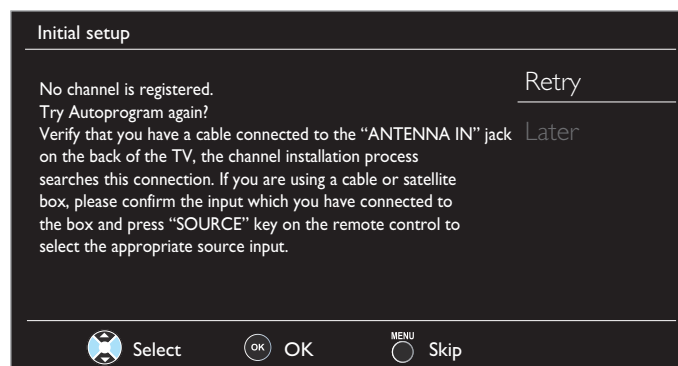 Initial setup
No channel is registered.
Try Autoprogram again?
Verify that you have a cable connected to the “ANTENNA IN” jack
on the back of the TV, the channel installation process
searches this connection. If you are using a cable or satellite
box, please confirm the input which you have connected to
the box and press “SOURCE” key on the remote control to
select the appropriate source input.
Retry
Later
Select
OK OK
MENU
Skip